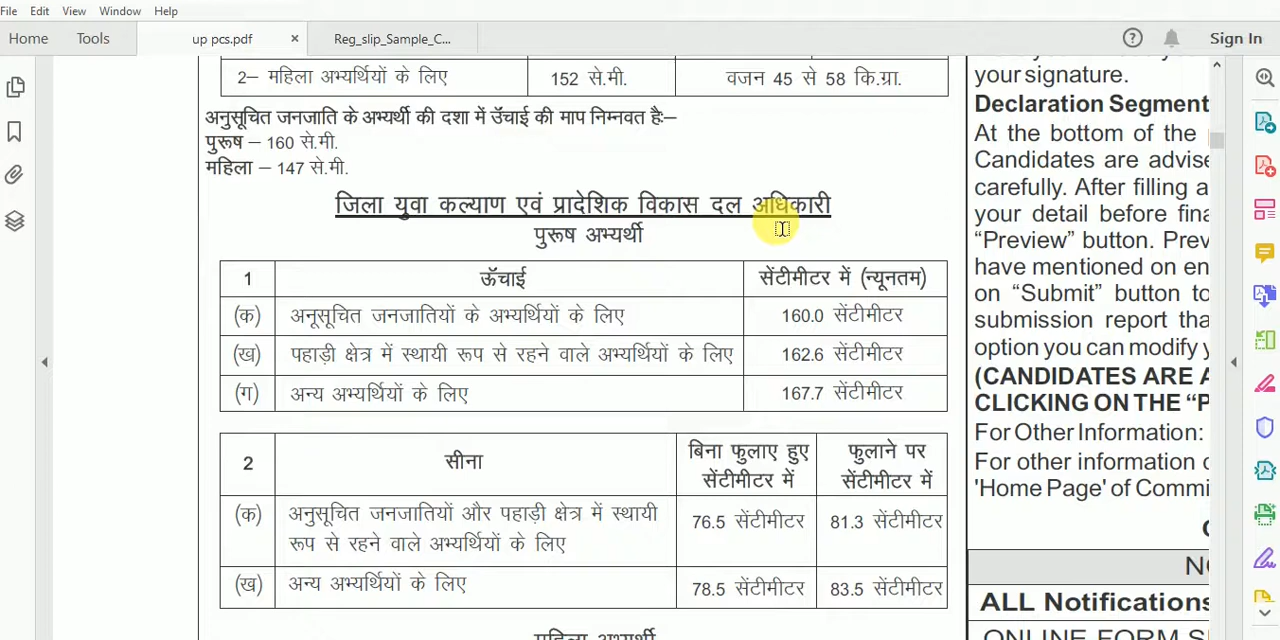 File Edit View Window Help
Home Tools up pcs.pdf × Reg_slip_Sample_C... Sign In
2– महिला अभ्यर्थियों के लिए 152 से.मी. वजन 45 से 58 कि.ग्रा.
अनुसूचित जनजाति के अभ्यर्थी की दशा में ऊँचाई की माप निम्नवत हैः–
पुरूष – 160 से.मी.
महिला – 147 से.मी.
जिला युवा कल्याण एवं प्रादेशिक विकास दल अधिकारी
पुरूष अभ्यर्थी
1 ऊँचाई सेंटीमीटर में (न्यूनतम)
(क) अनूसूचित जनजातियों के अभ्यर्थियों के लिए 160.0 सेंटीमीटर
(ख) पहाड़ी क्षेत्र में स्थायी रूप से रहने वाले अभ्यर्थियों के लिए 162.6 सेंटीमीटर
(ग) अन्य अभ्यर्थियों के लिए 167.7 सेंटीमीटर
2 सीना बिना फुलाए हुए सेंटीमीटर में फुलाने पर सेंटीमीटर में
(क) अनुसूचित जनजातियों और पहाड़ी क्षेत्र में स्थायी
रूप से रहने वाले अभ्यर्थियों के लिए 76.5 सेंटीमीटर 81.3 सेंटीमीटर
(ख) अन्य अभ्यर्थियों के लिए 78.5 सेंटीमीटर 83.5 सेंटीमीटर
your signature.
Declaration Segment
At the bottom of the
Candidates are advise
carefully. After filling a
your detail before fina
“Preview” button. Prev
have mentioned on en
on “Submit” button to
submission report tha
option you can modify y
(CANDIDATES ARE A
CLICKING ON THE “P
For Other Information:
For other information o
'Home Page' of Commi
NO
ALL Notifications
ONLINE FORM S